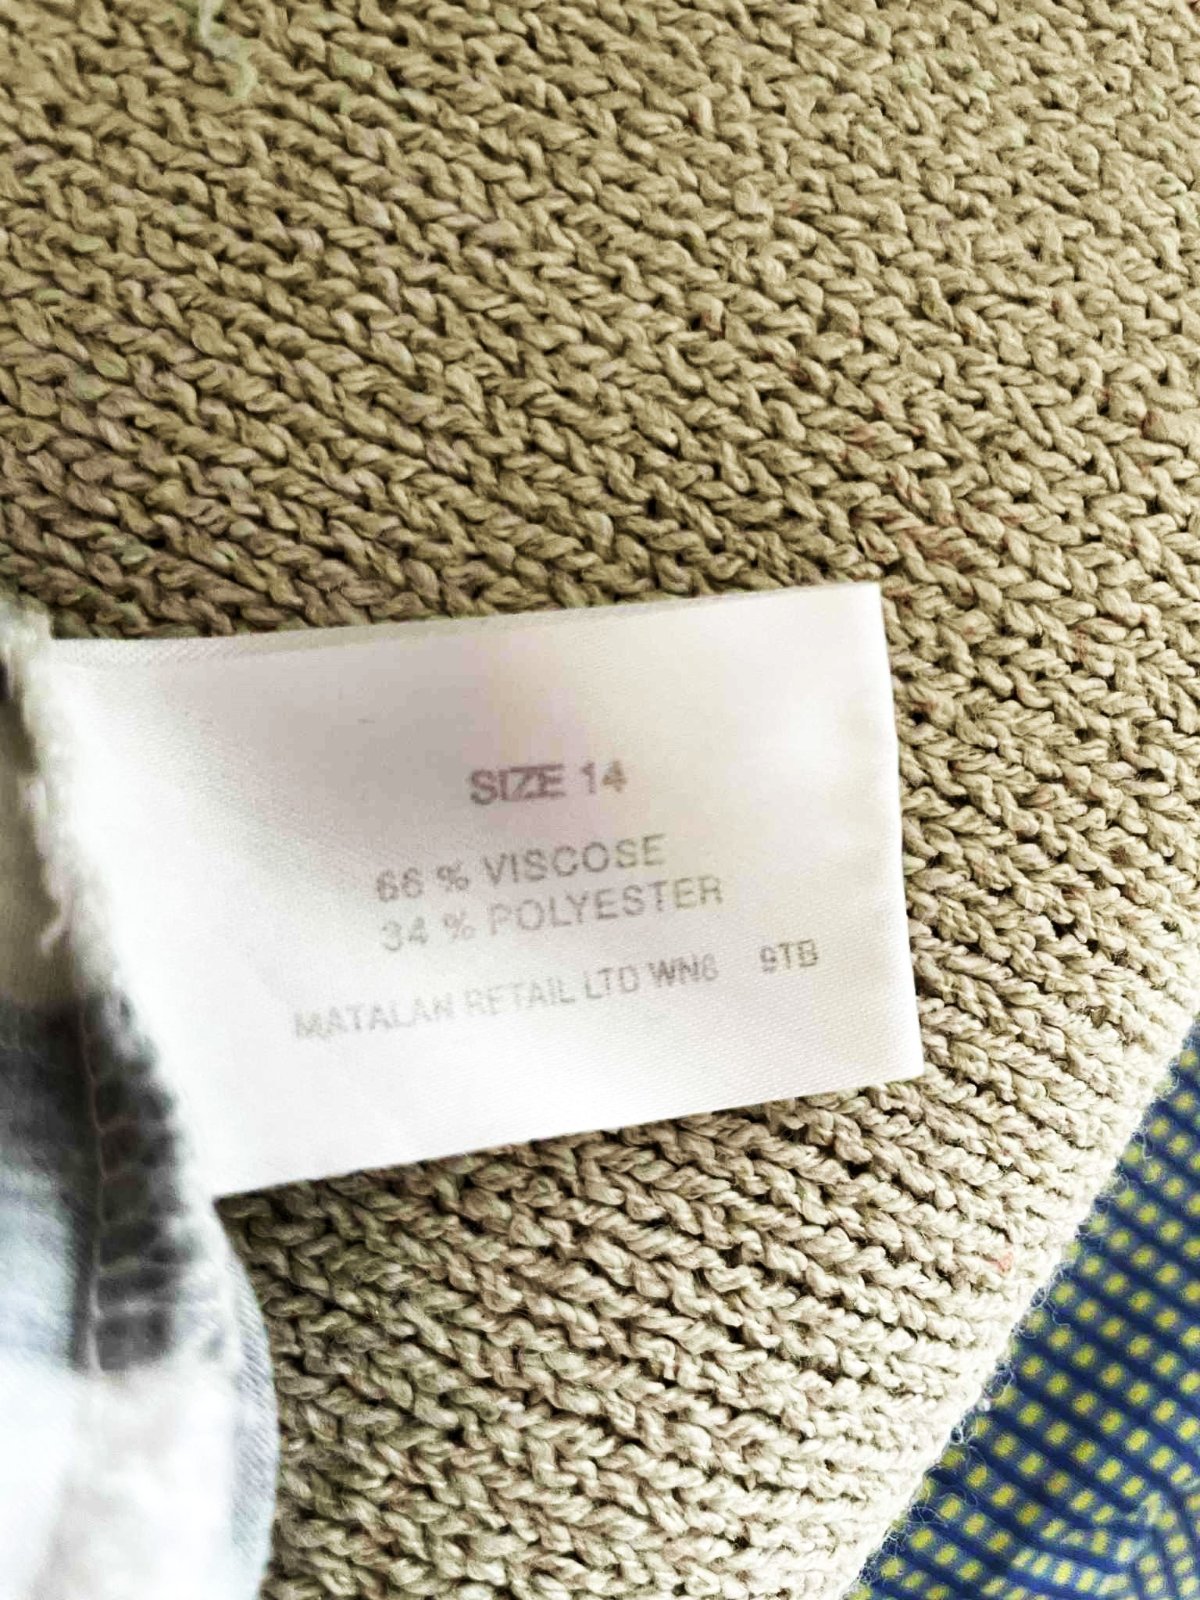 SIZE 14
66 % VISCOSE
34 % POLYESTER
MATALAN RETAIL LTD WN8 9TB